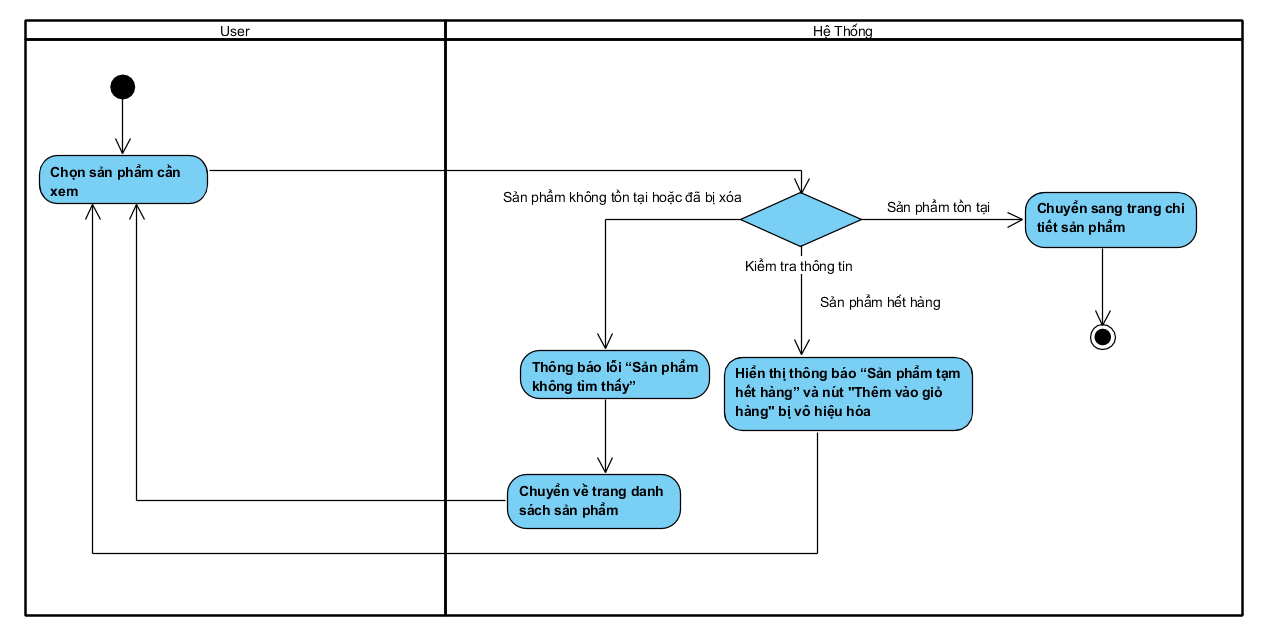 User
Hệ Thống
Chọn sản phẩm cần
xem
Sản phẩm không tồn tại hoặc đã bị xóa
Sản phẩm tồn tại
Chuyển sang trang chi
tiết sản phẩm
Kiểm tra thông tin
Sản phẩm hết hàng
Thông báo lỗi “Sản phẩm
không tìm thấy”
Hiển thị thông báo “Sản phẩm tạm
hết hàng” và nút "Thêm vào giỏ
hàng" bị vô hiệu hóa
Chuyển về trang danh
sách sản phẩm